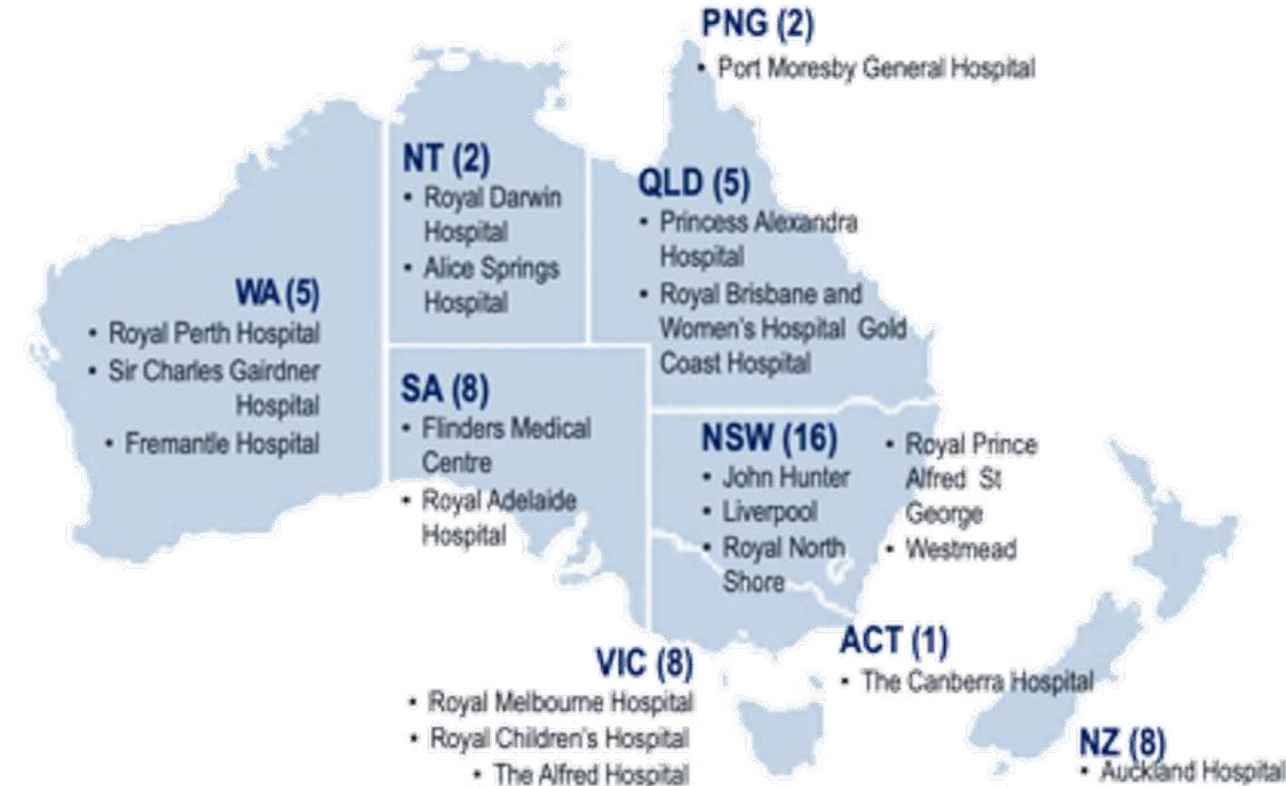 PNG (2)
• Port Moresby General Hospital
NT (2)
• Royal Darwin
Hospital
• Alice Springs
Hospital
QLD (5)
• Princess Alexandra
Hospital
• Royal Brisbane and
Women's Hospital Gold
Coast Hospital
WA (5)
• Royal Perth Hospital
• Sir Charles Gairdner
Hospital
• Fremantle Hospital
SA (8)
• Flinders Medical
Centre
• Royal Adelaide
Hospital
NSW (16)
• John Hunter
• Liverpool
• Royal North
Shore
• Royal Prince
Alfred St
George
• Westmead
VIC (8)
• Royal Melbourne Hospital
• Royal Children's Hospital
• The Alfred Hospital
ACT (1)
• The Canberra Hospital
NZ (8)
• Auckland Hospital